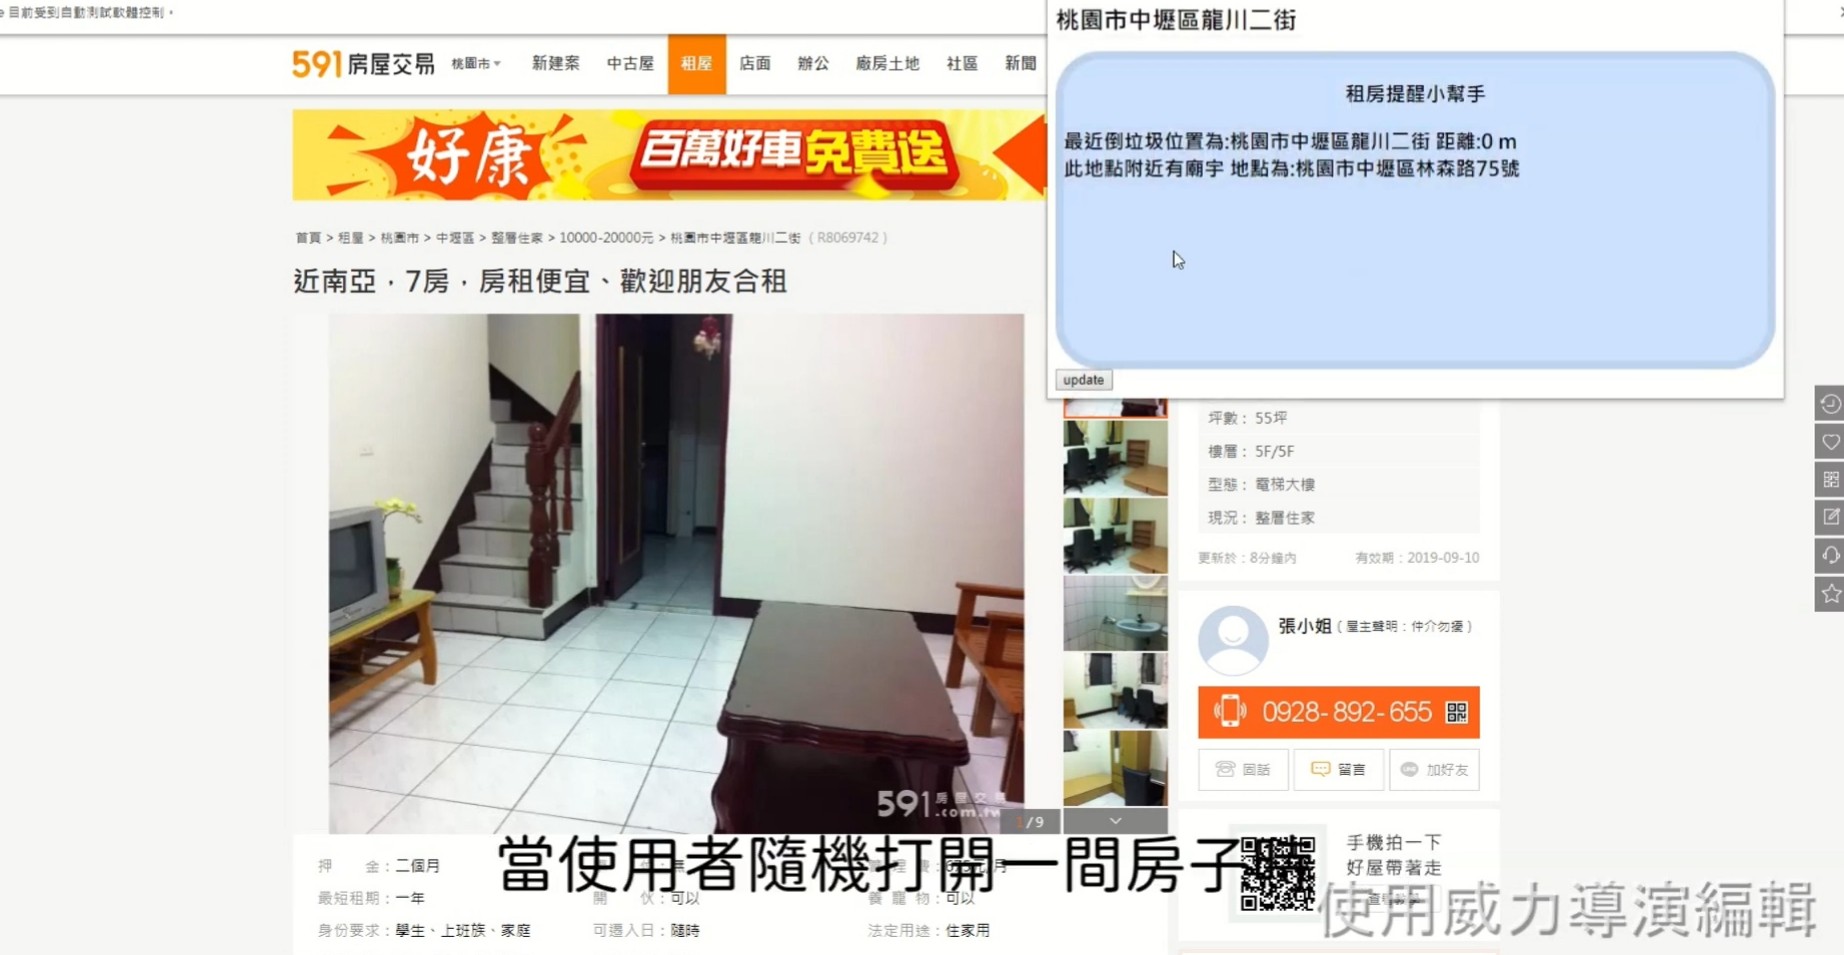 目前受到自動測試軟體控制。
591 房屋交易 桃園市 新建案 中古屋 租屋 店面 辦公 廠房土地 社區 新聞
桃園市中壢區龍川二街
租房提醒小幫手
最近倒垃圾位置為:桃園市中壢區龍川二街 距離:0 m
此地點附近有廟宇 地點為:桃園市中壢區林森路75號
update
好康 百萬好車免費送
首頁 > 租屋 > 桃園市 > 中壢區 > 整層住家 > 10000-20000元 > 桃園市中壢區龍川二街 (R8069742)
近南亞，7房，房租便宜、歡迎朋友合租
坪數： 55坪
樓層： 5F/5F
型態： 電梯大樓
現況： 整層住家
更新於：8分鐘內 有效期：2019-09-10
張小姐 (屋主聲明：仲介勿擾)
0928-892-655
固話 留言 加好友
591 房屋交易
.com.tw
1/9
手機拍一下
好屋帶著走
押 金：二個月
最短租期：一年 開 伙：可以 養 寵 物：可以
身份要求：學生、上班族、家庭 可遷入日：隨時 法定用途：住家用
當使用者隨機打開一間房子
使用威力導演編輯